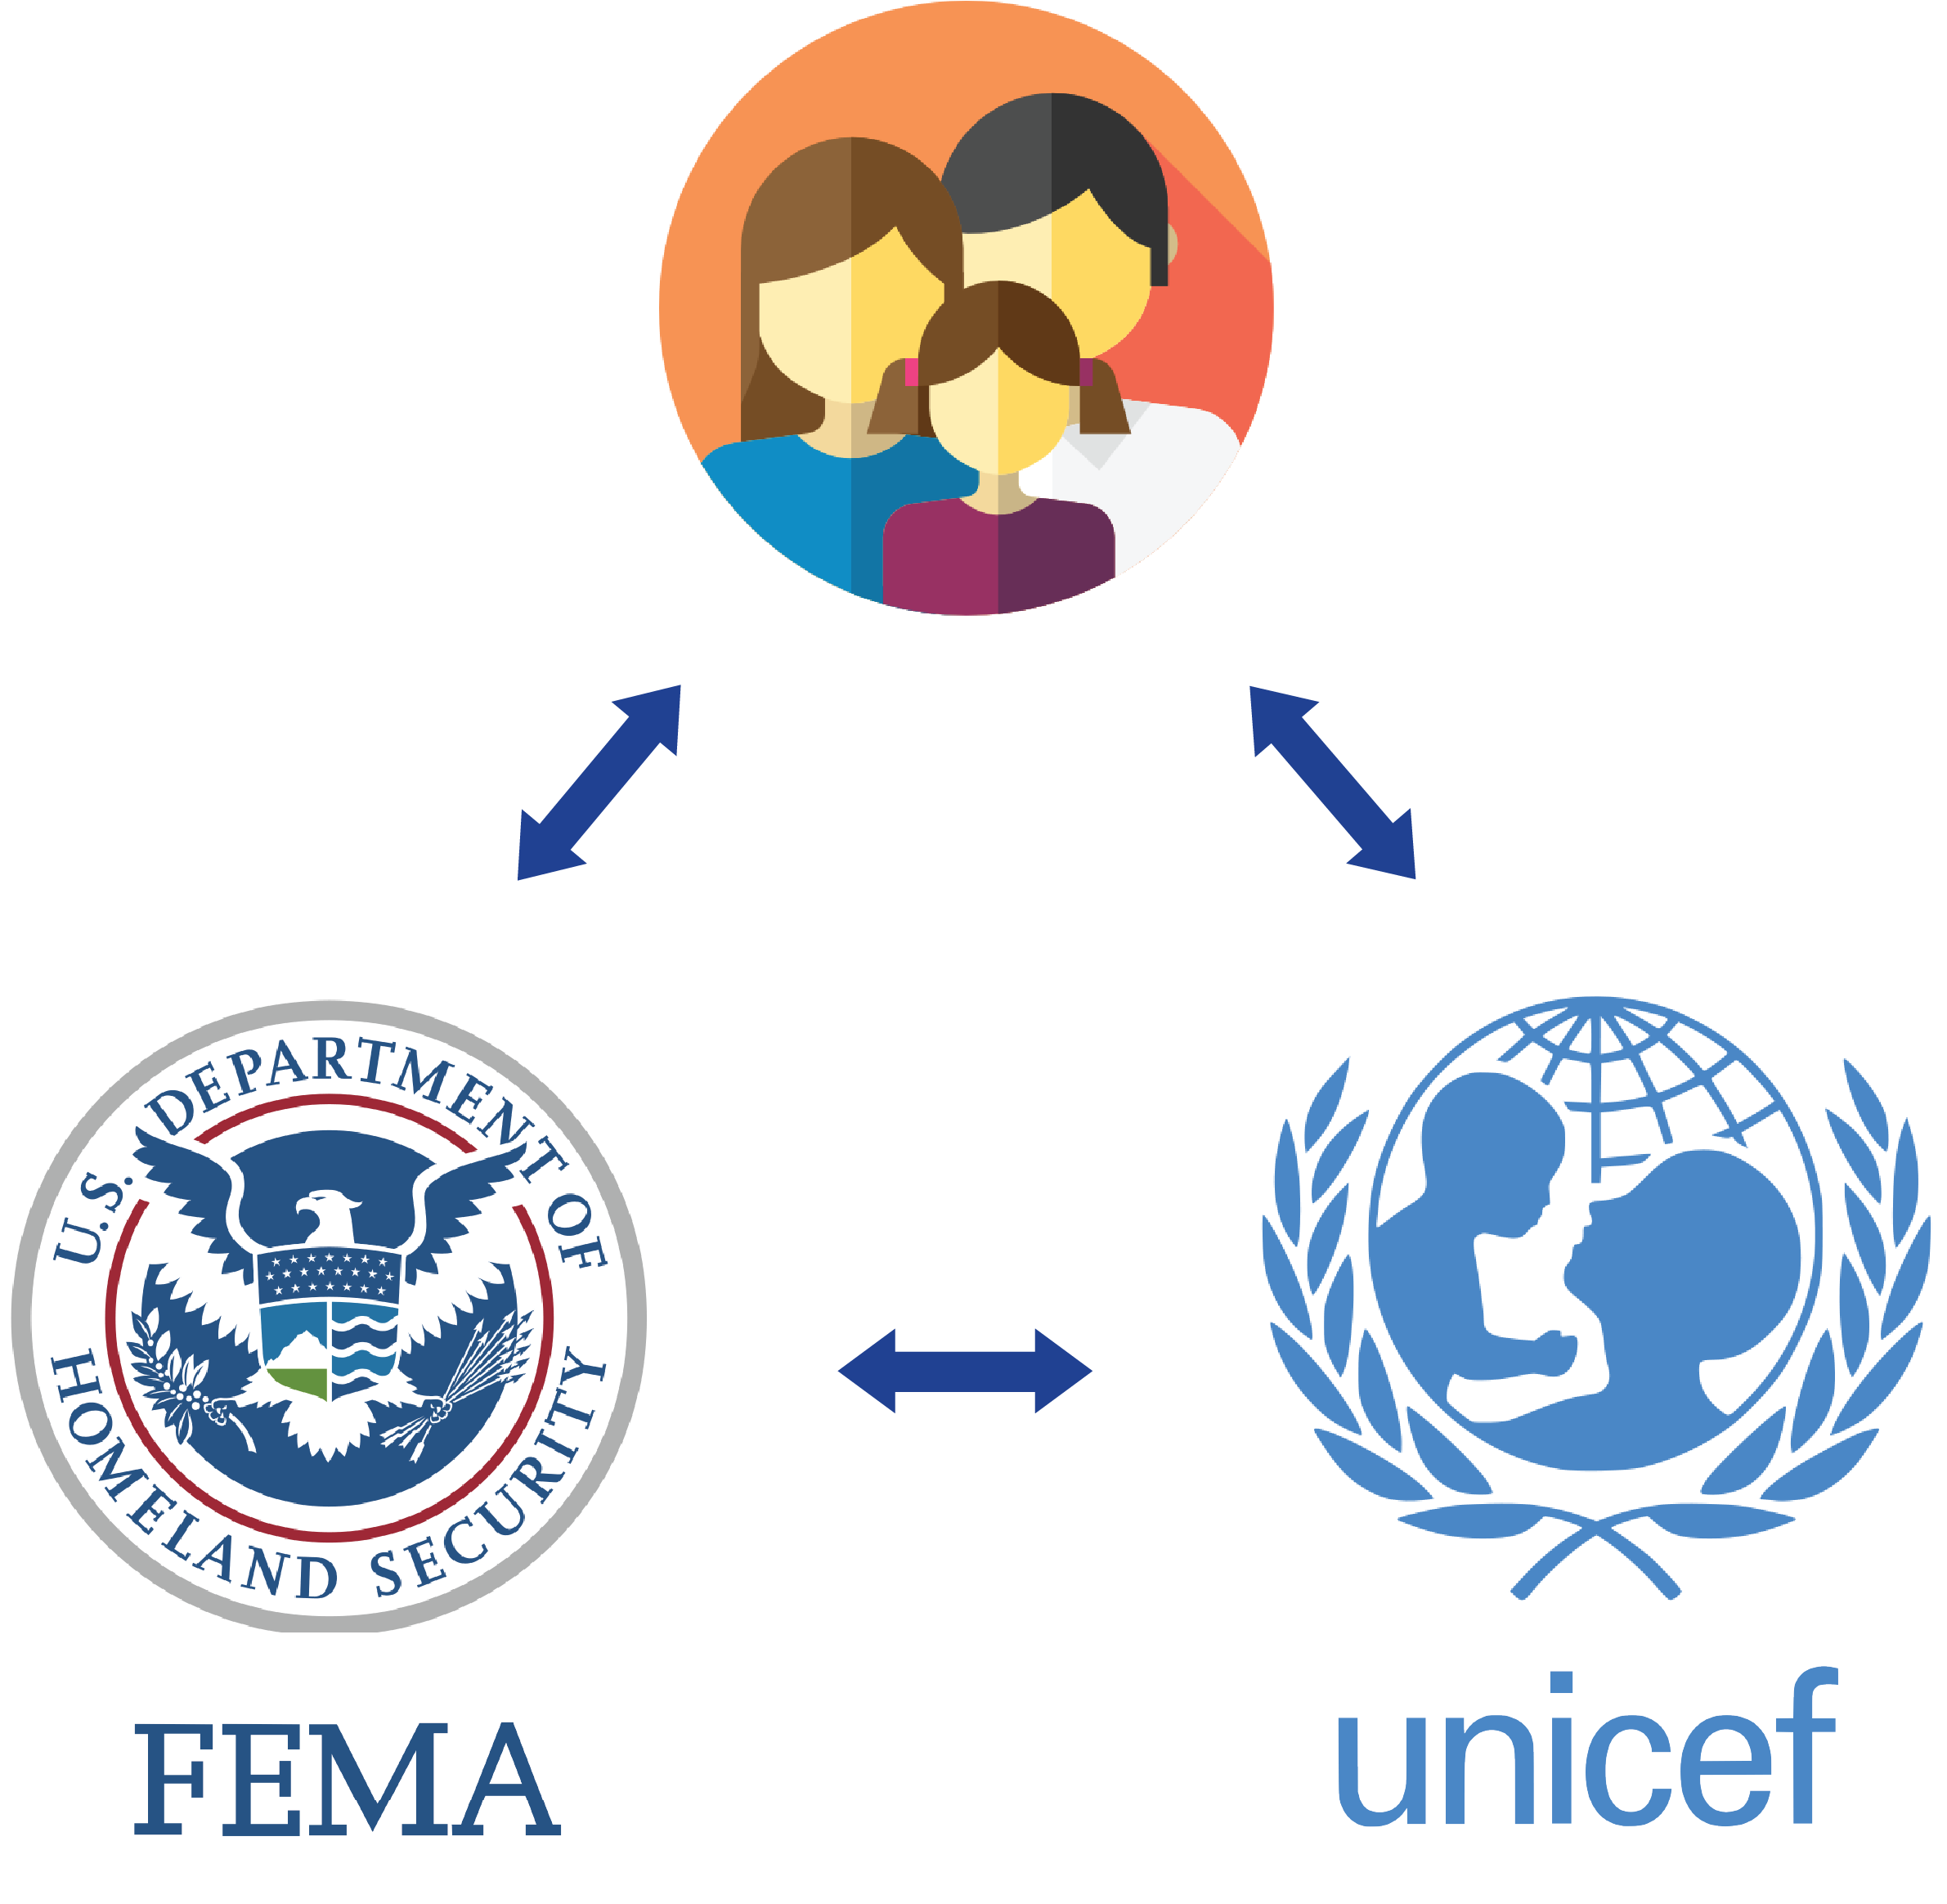 U.S. DEPARTMENT OF
HOMELAND SECURITY
FEMA
unicef